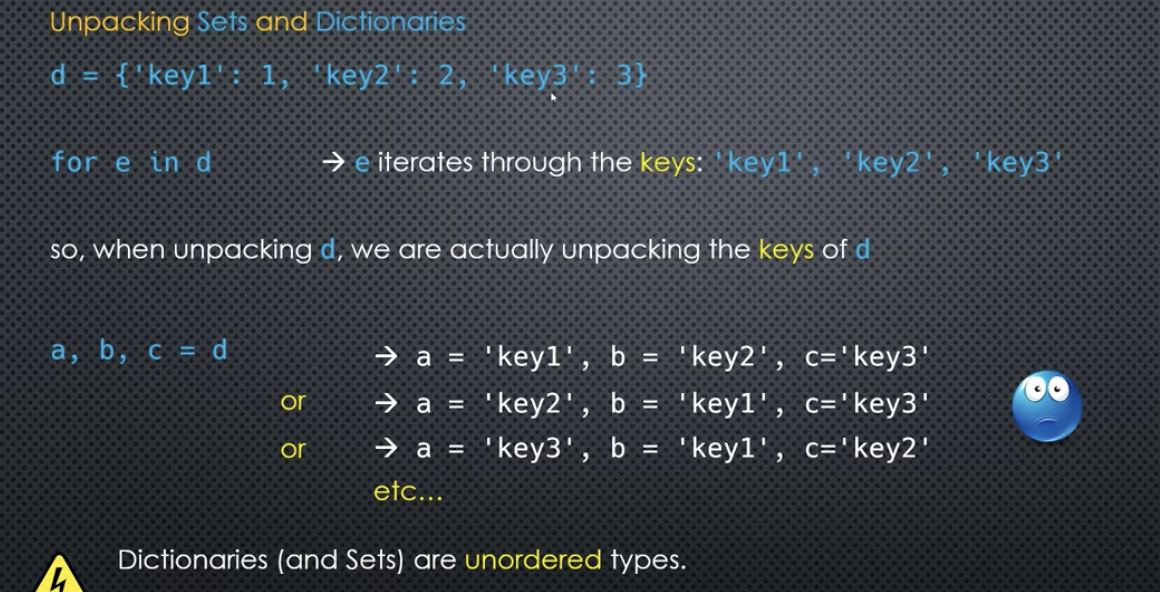 Unpacking Sets and Dictionaries
d = {'key1': 1, 'key2': 2, 'key3': 3}
for e in d → e iterates through the keys: 'key1', 'key2', 'key3'
so, when unpacking d, we are actually unpacking the keys of d
a, b, c = d → a = 'key1', b = 'key2', c='key3'
or → a = 'key2', b = 'key1', c='key3'
or → a = 'key3', b = 'key1', c='key2'
etc...
Dictionaries (and Sets) are unordered types.